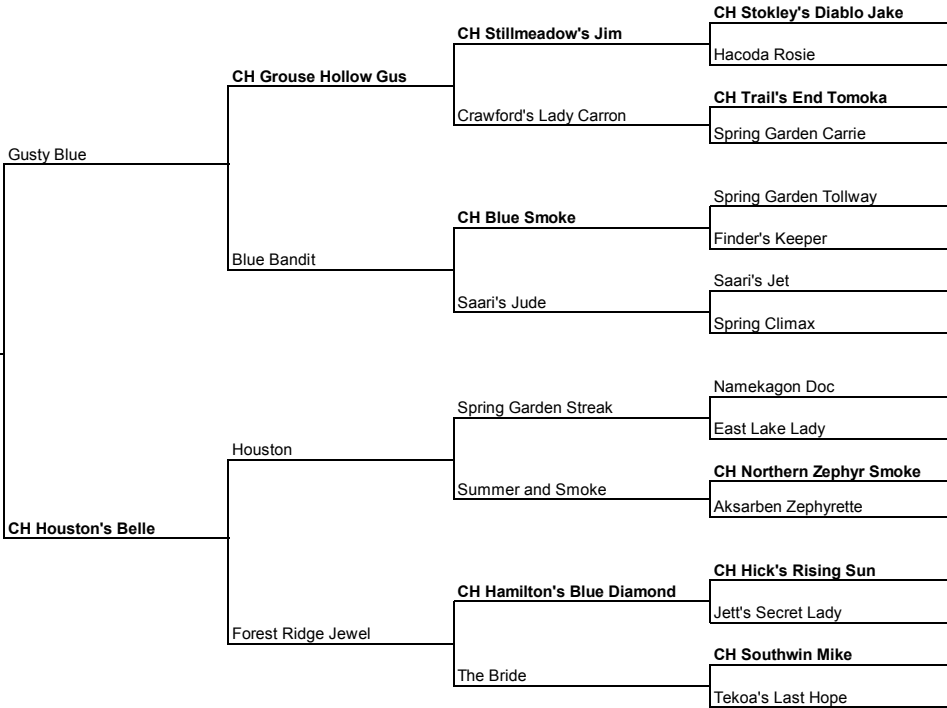 CH Stokley's Diablo Jake
CH Stillmeadow's Jim
Hacoda Rosie
CH Grouse Hollow Gus
CH Trail's End Tomoka
Crawford's Lady Carron
Spring Garden Carrie
Gusty Blue
Spring Garden Tollway
CH Blue Smoke
Finder's Keeper
Blue Bandit
Saari's Jet
Saari's Jude
Spring Climax
Namekagon Doc
Spring Garden Streak
East Lake Lady
Houston
CH Northern Zephyr Smoke
Summer and Smoke
Aksarben Zephyrette
CH Houston's Belle
CH Hick's Rising Sun
CH Hamilton's Blue Diamond
Jett's Secret Lady
Forest Ridge Jewel
CH Southwin Mike
The Bride
Tekoa's Last Hope